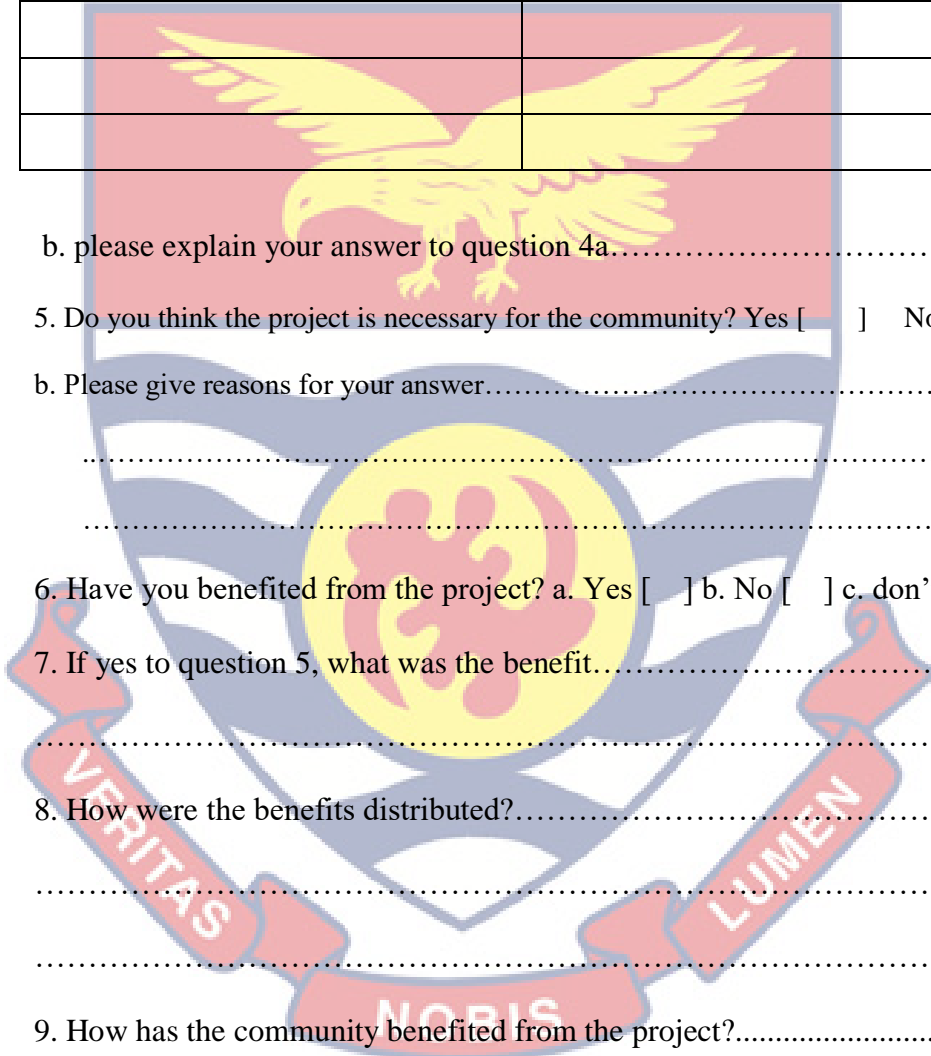 b. please explain your answer to question 4a……………………………
5. Do you think the project is necessary for the community? Yes [ ] No
b. Please give reasons for your answer……………………………………………
..……………………………………………………………………………………
……………………………………………………………………………………
6. Have you benefited from the project? a. Yes [ ] b. No [ ] c. don’
7. If yes to question 5, what was the benefit…………………………………
……………………………………………………………………………………
8. How were the benefits distributed?……………………………………………
……………………………………………………………………………………
……………………………………………………………………………………
9. How has the community benefited from the project?..........................
VERITAS
NOBIS
LUMEN